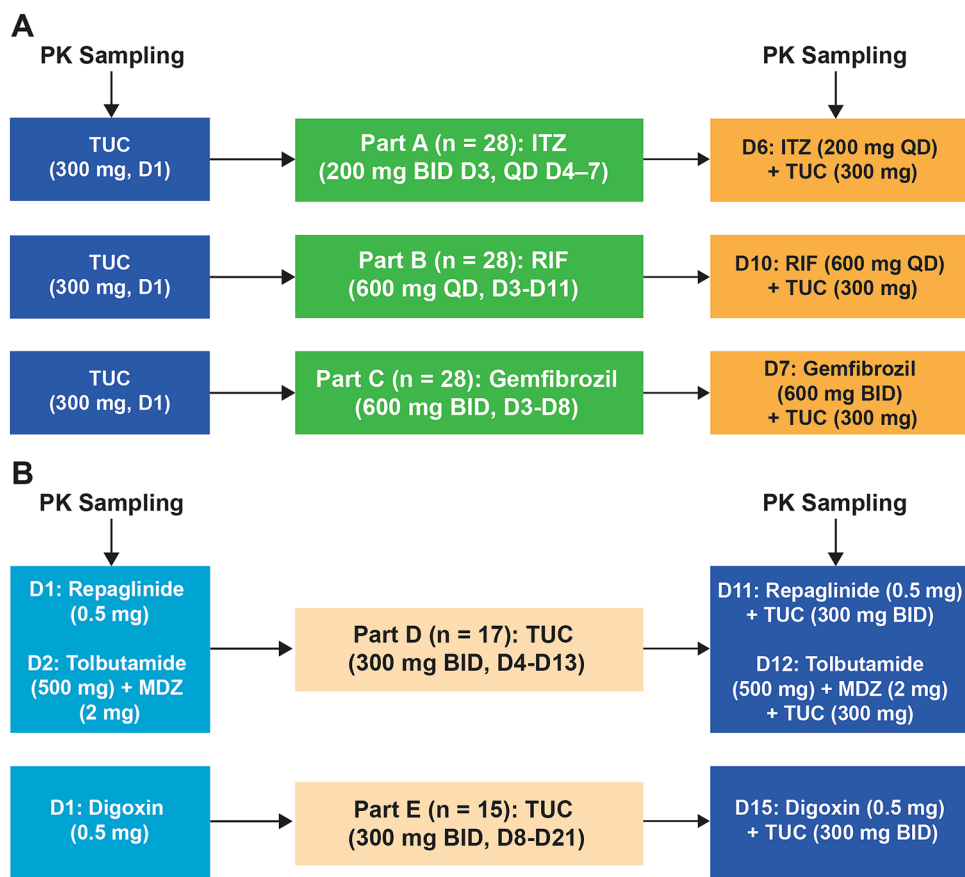 A
PK Sampling
PK Sampling
TUC
(300 mg, D1)
Part A (n = 28): ITZ
(200 mg BID D3, QD D4–7)
D6: ITZ (200 mg QD)
+ TUC (300 mg)
TUC
(300 mg, D1)
Part B (n = 28): RIF
(600 mg QD, D3-D11)
D10: RIF (600 mg QD)
+ TUC (300 mg)
TUC
(300 mg, D1)
Part C (n = 28): Gemfibrozil
(600 mg BID, D3-D8)
D7: Gemfibrozil
(600 mg BID)
+ TUC (300 mg)
B
PK Sampling
PK Sampling
D1: Repaglinide
(0.5 mg)
D2: Tolbutamide
(500 mg) + MDZ
(2 mg)
Part D (n = 17): TUC
(300 mg BID, D4-D13)
D11: Repaglinide (0.5 mg)
+ TUC (300 mg BID)
D12: Tolbutamide
(500 mg) + MDZ (2 mg)
+ TUC (300 mg)
D1: Digoxin
(0.5 mg)
Part E (n = 15): TUC
(300 mg BID, D8-D21)
D15: Digoxin (0.5 mg)
+ TUC (300 mg BID)